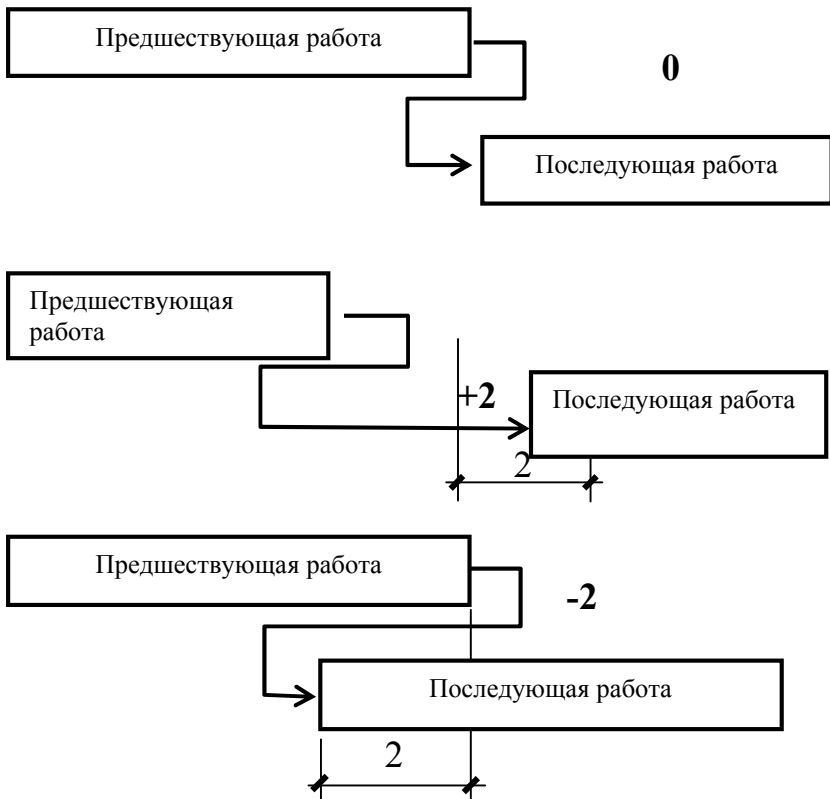 Предшествующая работа
0
Последующая работа
Предшествующая
работа
+2
Последующая работа
2
Предшествующая работа
-2
Последующая работа
2